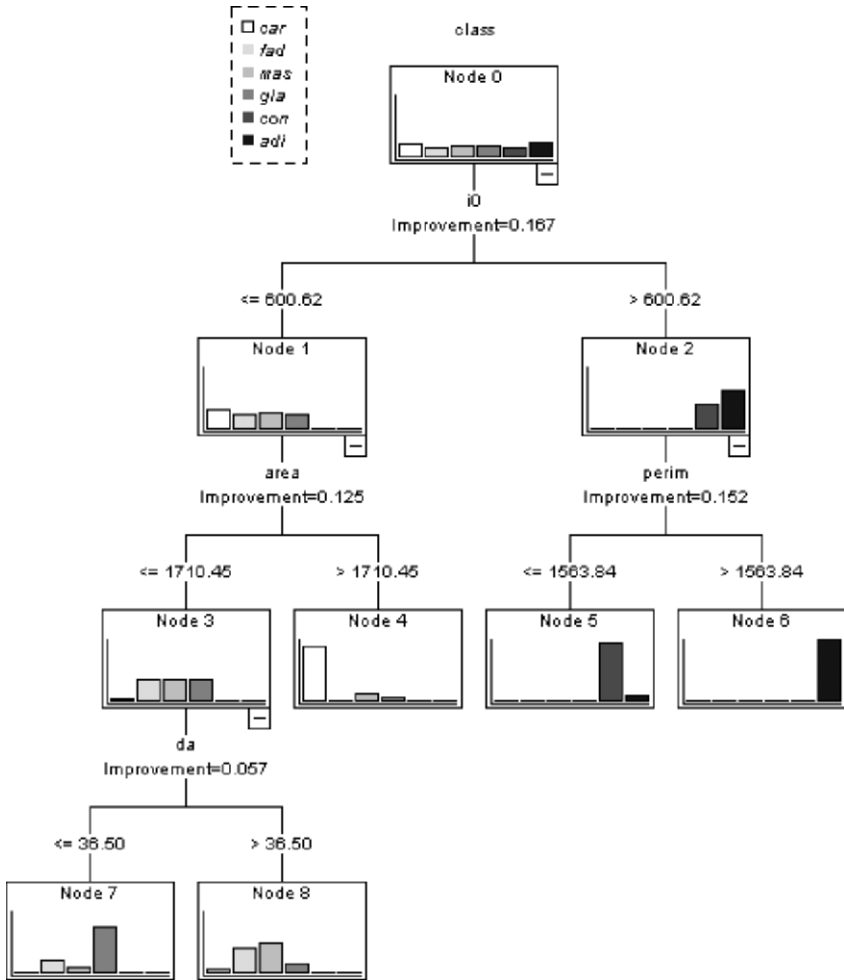 car
fad
mas
gla
con
adi
class
Node 0
i0
Improvement=0.167
<= 600.62
> 600.62
Node 1
Node 2
area
Improvement=0.125
perim
Improvement=0.152
<= 1710.45
> 1710.45
<= 1563.84
> 1563.84
Node 3
Node 4
Node 5
Node 6
da
Improvement=0.057
<= 36.50
> 36.50
Node 7
Node 8